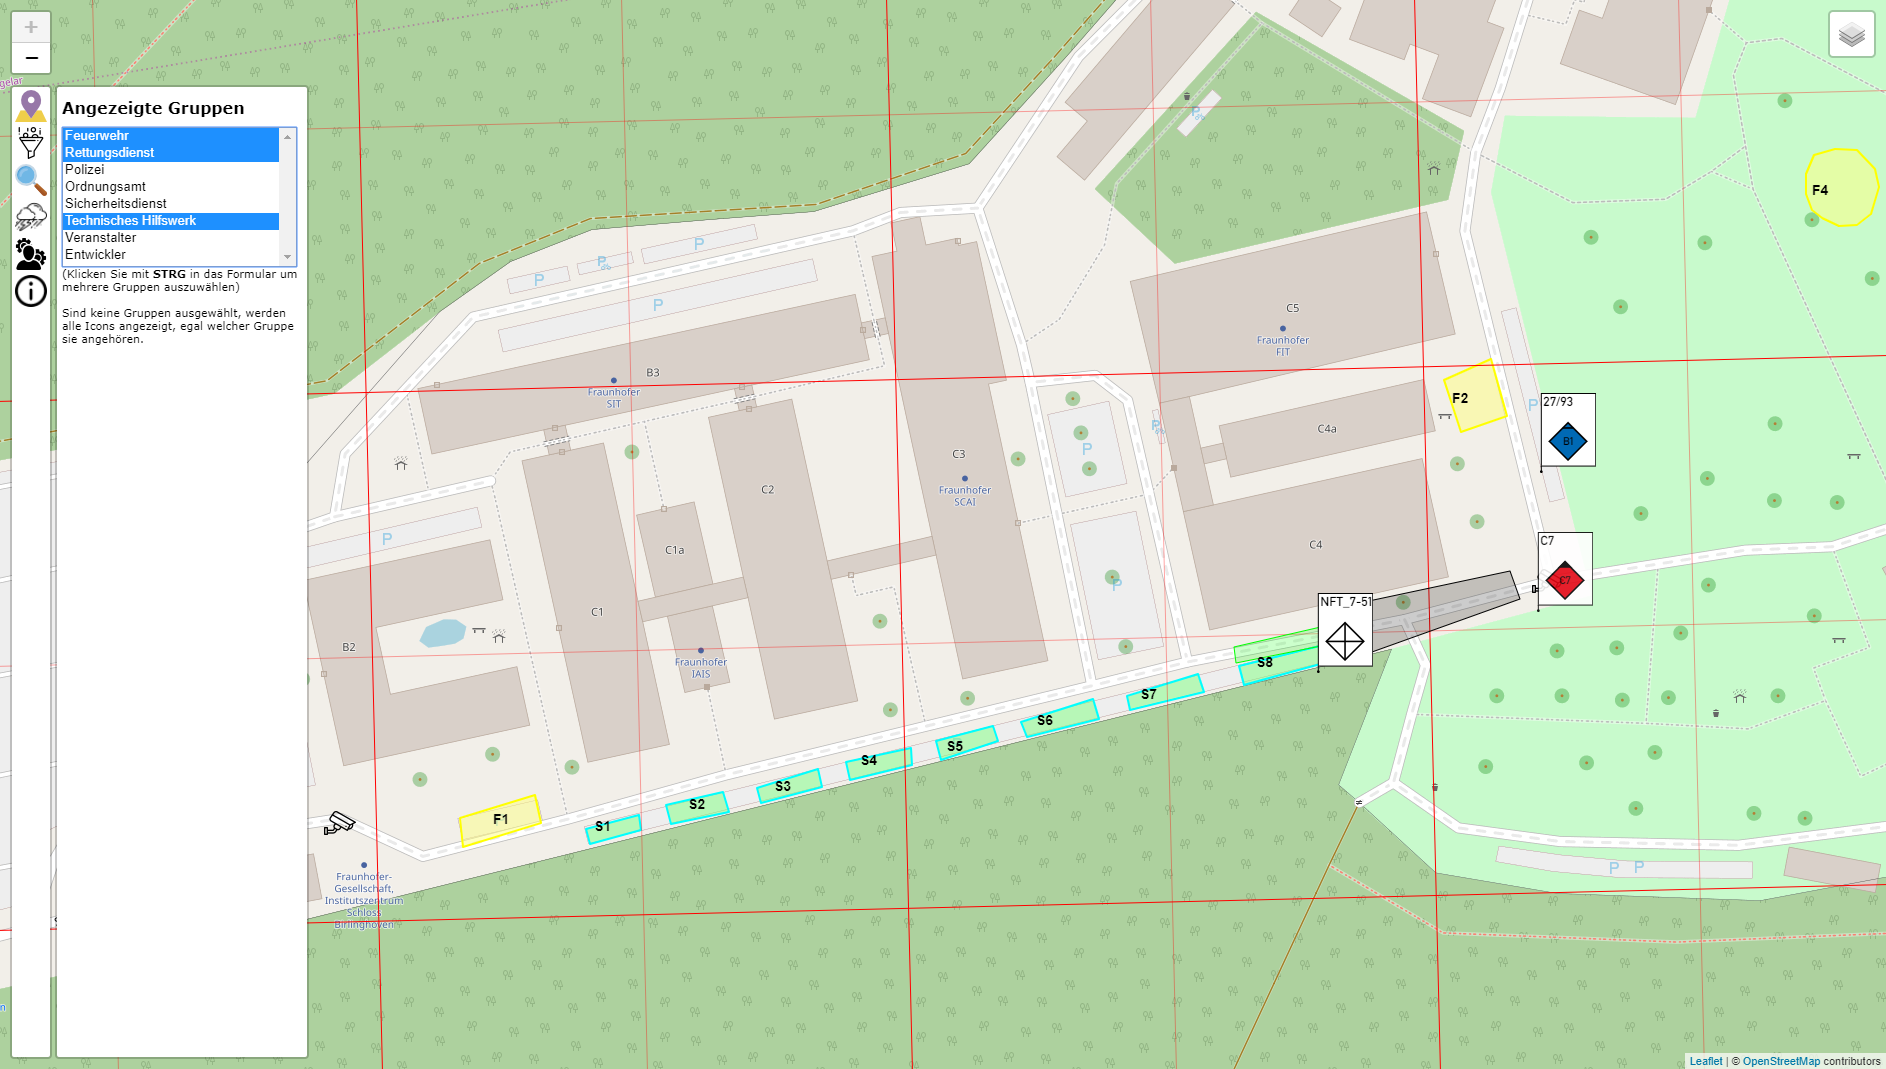 +
−
gelar
Angezeigte Gruppen
Feuerwehr
Rettungsdienst
Polizei
Ordnungsamt
Sicherheitsdienst
Technisches Hilfswerk
Veranstalter
Entwickler
(Klicken Sie mit STRG in das Formular um
mehrere Gruppen auszuwählen)
Sind keine Gruppen ausgewählt, werden
alle Icons angezeigt, egal welcher Gruppe
sie angehören.
P
P
P
P
P
F4
C5
Fraunhofer
FIT
B3
Fraunhofer
SIT
F2
P
27/93
B1
C4a
P
P
C3
Fraunhofer
SCAI
C2
P
C1a
C4
C7
C7
P
C1
NFT_7-51
B2
Fraunhofer
IAIS
S8
S7
S6
S5
S4
S3
S2
S1
F1
P
P
Fraunhofer-
Gesellschaft,
Institutszentrum
Schloss
Birlinghoven
Leaflet | © OpenStreetMap contributors